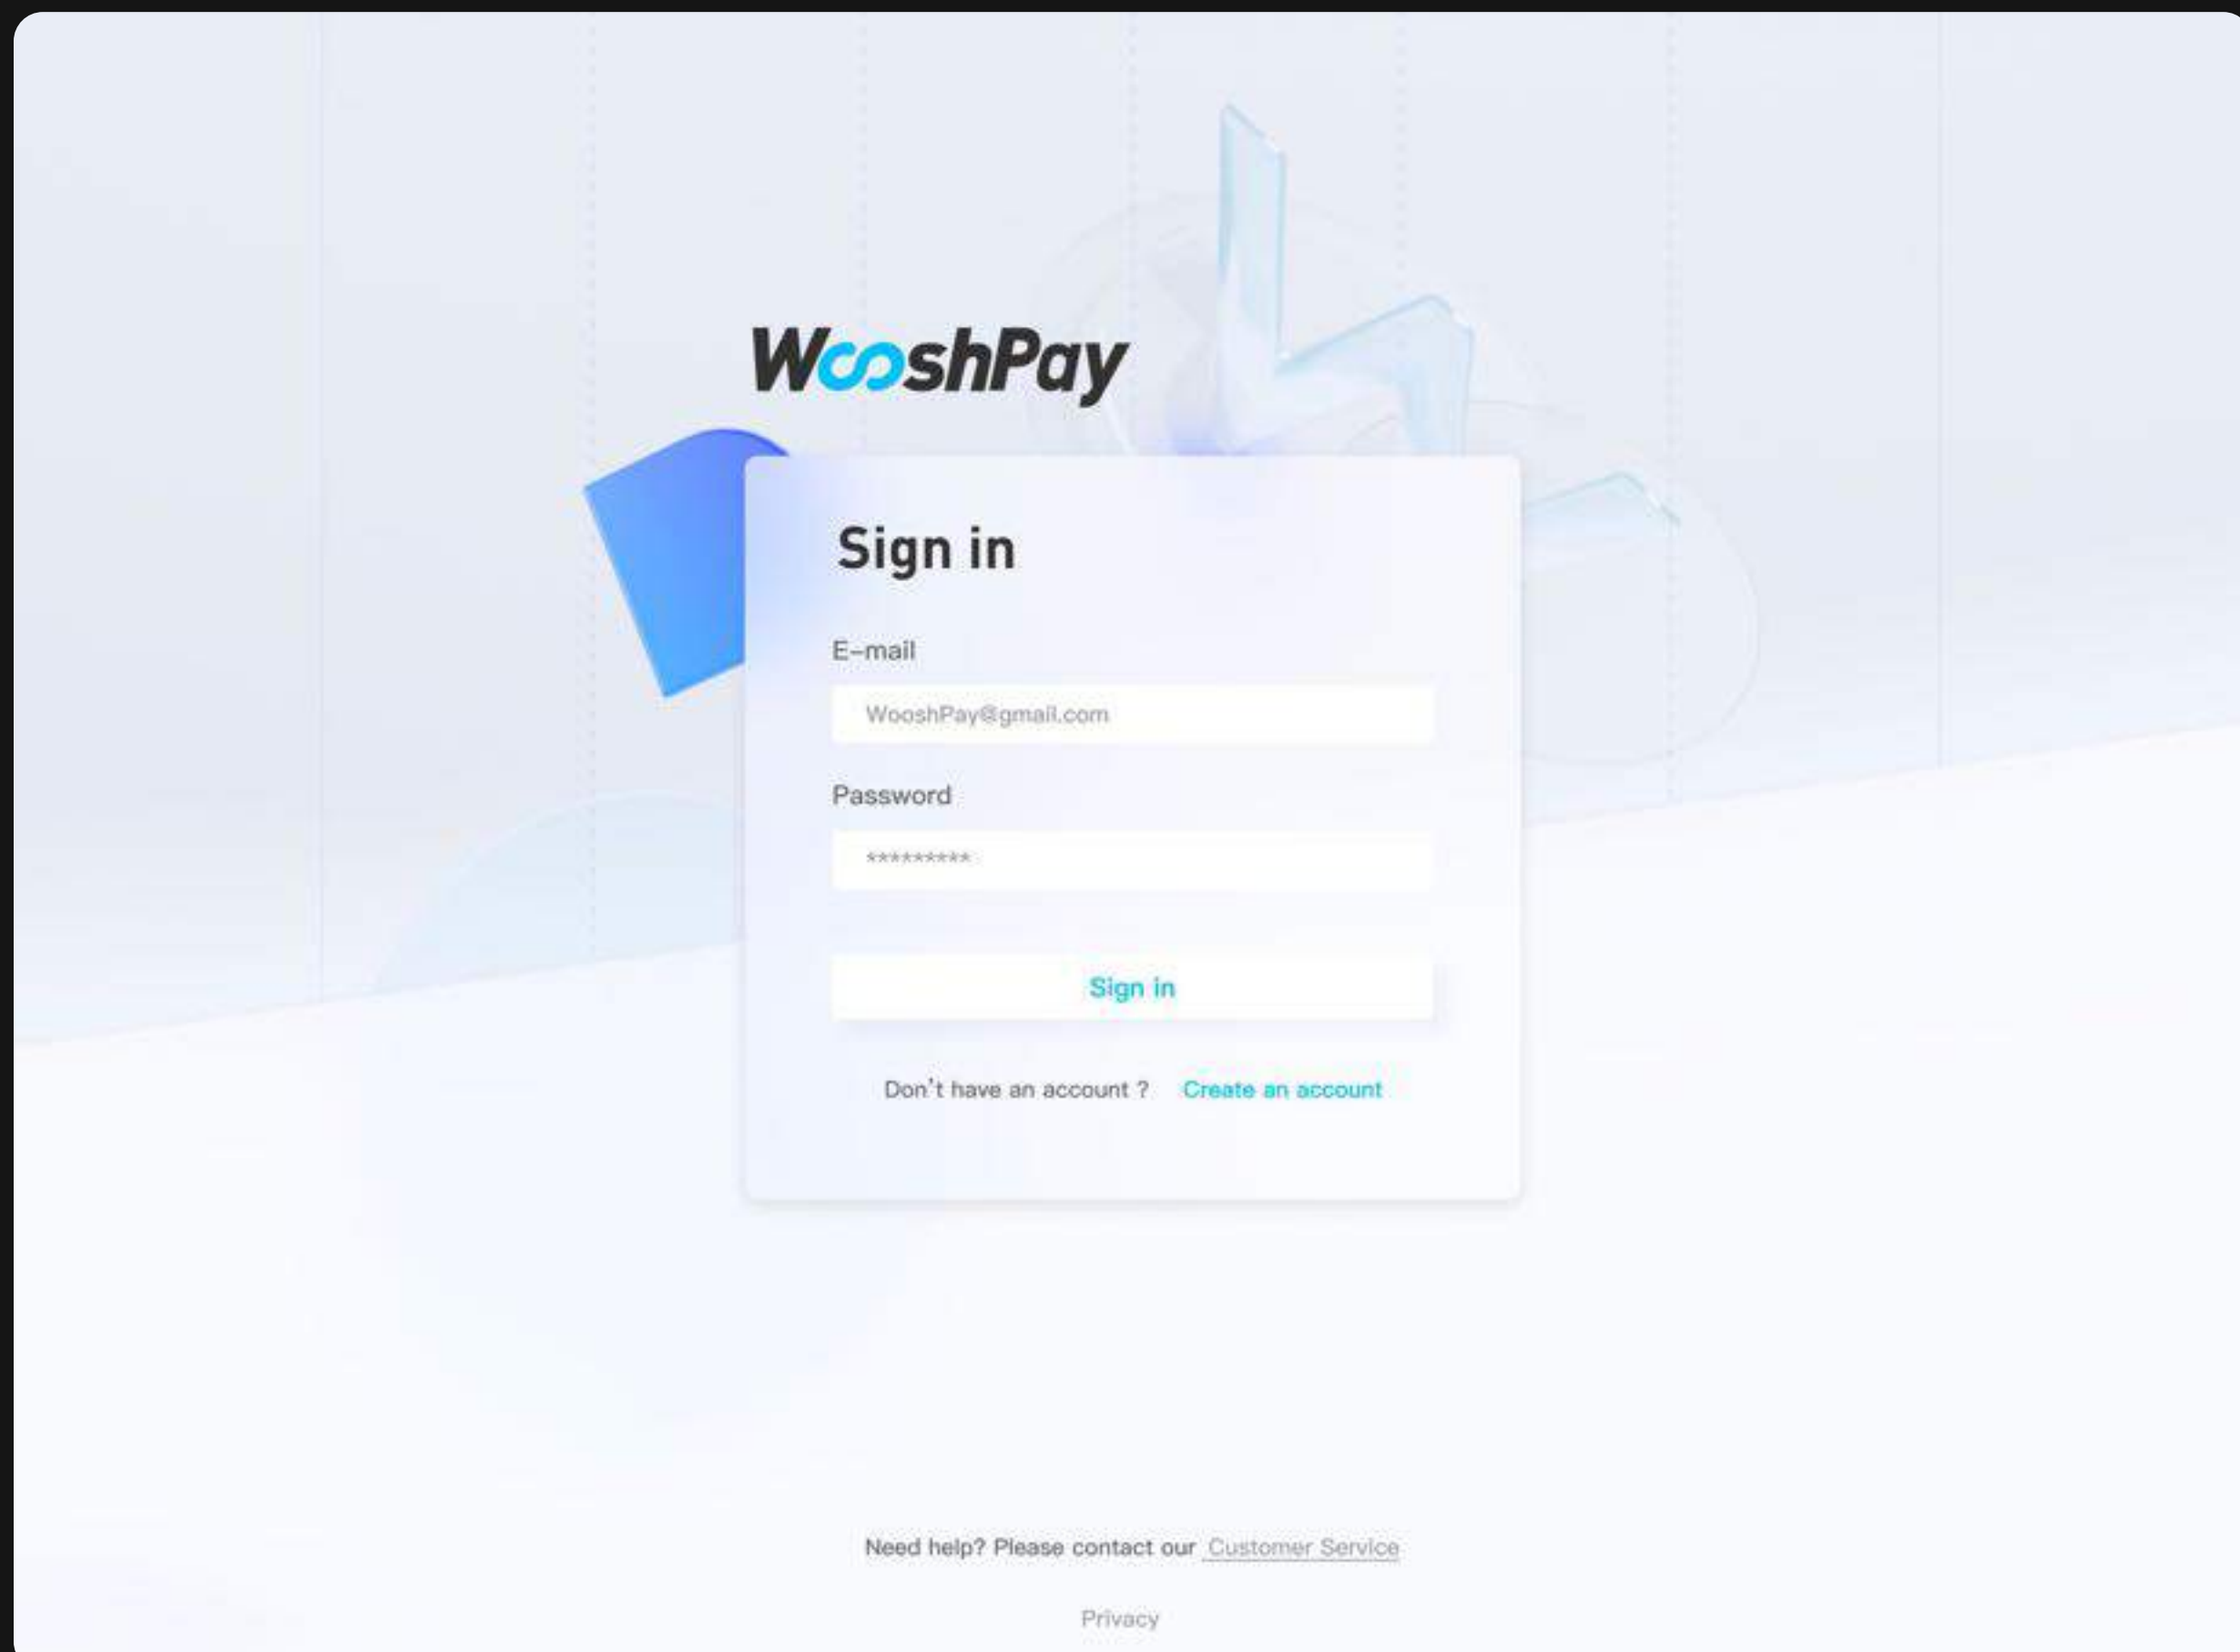 WooshPay
Sign in
E-mail
WooshPay@gmail.com
Password
*********
Sign in
Don't have an account ? Create an account
Need help? Please contact our Customer Service
Privacy